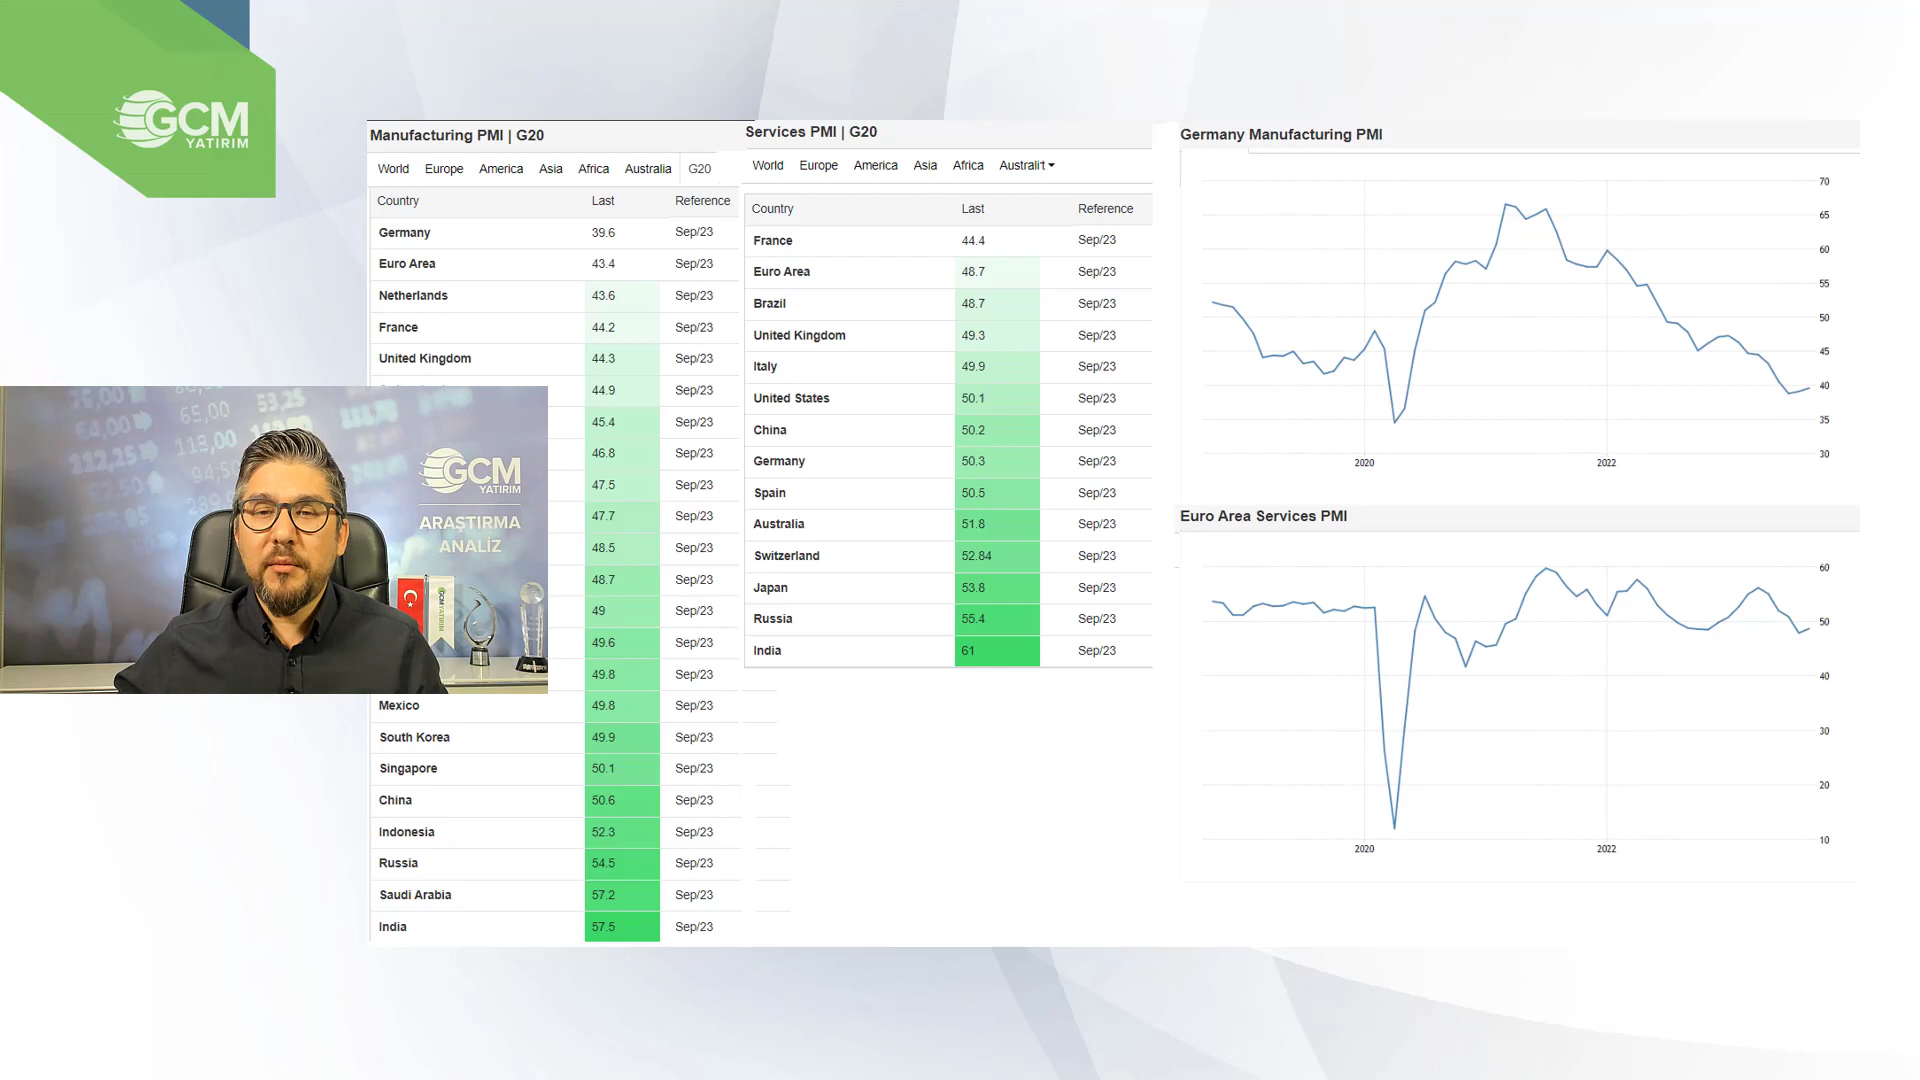 GCM
YATIRIM
Manufacturing PMI | G20
World Europe America Asia Africa Australia G20
Country Last Reference
Germany 39.6 Sep/23
Euro Area 43.4 Sep/23
Netherlands 43.6 Sep/23
France 44.2 Sep/23
United Kingdom 44.3 Sep/23
44.9 Sep/23
45.4 Sep/23
46.8 Sep/23
47.5 Sep/23
47.7 Sep/23
48.5 Sep/23
48.7 Sep/23
49 Sep/23
49.6 Sep/23
49.8 Sep/23
Mexico 49.8 Sep/23
South Korea 49.9 Sep/23
Singapore 50.1 Sep/23
China 50.6 Sep/23
Indonesia 52.3 Sep/23
Russia 54.5 Sep/23
Saudi Arabia 57.2 Sep/23
India 57.5 Sep/23
Services PMI | G20
World Europe America Asia Africa
Country Last Reference
France 44.4 Sep/23
Euro Area 48.7 Sep/23
Brazil 48.7 Sep/23
United Kingdom 49.3 Sep/23
Italy 49.9 Sep/23
United States 50.1 Sep/23
China 50.2 Sep/23
Germany 50.3 Sep/23
Spain 50.5 Sep/23
Australia 51.8 Sep/23
Switzerland 52.84 Sep/23
Japan 53.8 Sep/23
Russia 55.4 Sep/23
India 61 Sep/23
Germany Manufacturing PMI
70
65
60
55
50
45
40
35
30
2020 2022
Euro Area Services PMI
60
50
40
30
20
10
2020 2022
53,25
65,00
64,00
113,00
112,25
GCM
YATIRIM
ARAŞTIRMA
ANALİZ
GCM YATIRIM